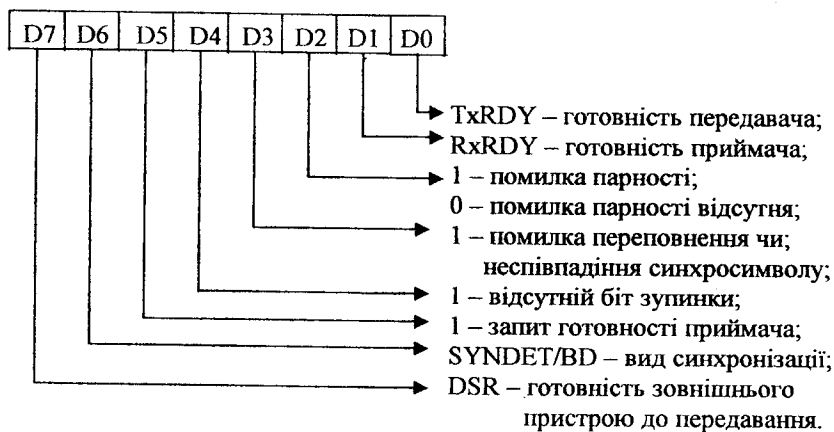 D7 D6 D5 D4 D3 D2 D1 D0
TxRDY – готовність передавача;
RxRDY – готовність приймача;
1 – помилка парності;
0 – помилка парності відсутня;
1 – помилка переповнення чи;
неспівпадіння синхросимволу;
1 – відсутній біт зупинки;
1 – запит готовності приймача;
SYNDET/BD – вид синхронізації;
DSR – готовність зовнішнього
пристрою до передавання.